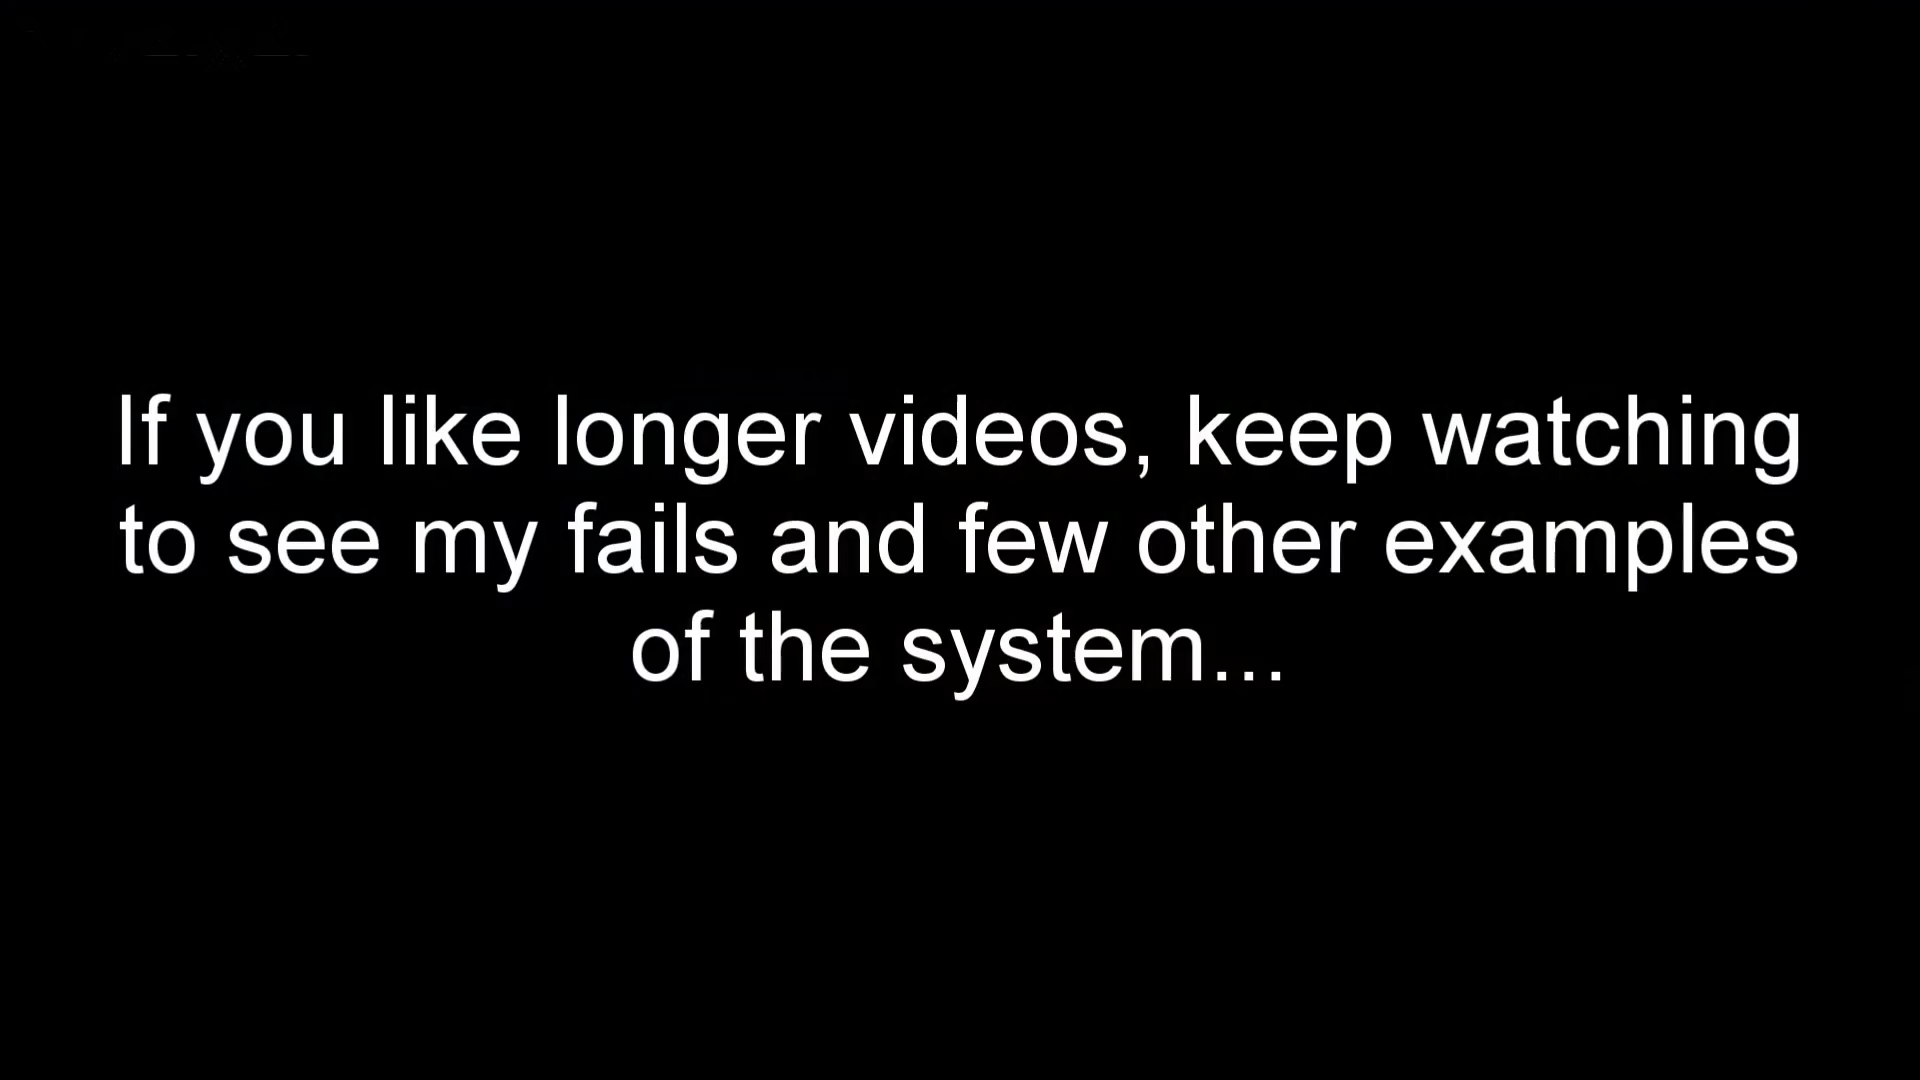 If you like longer videos, keep watching
to see my fails and few other examples
of the system...